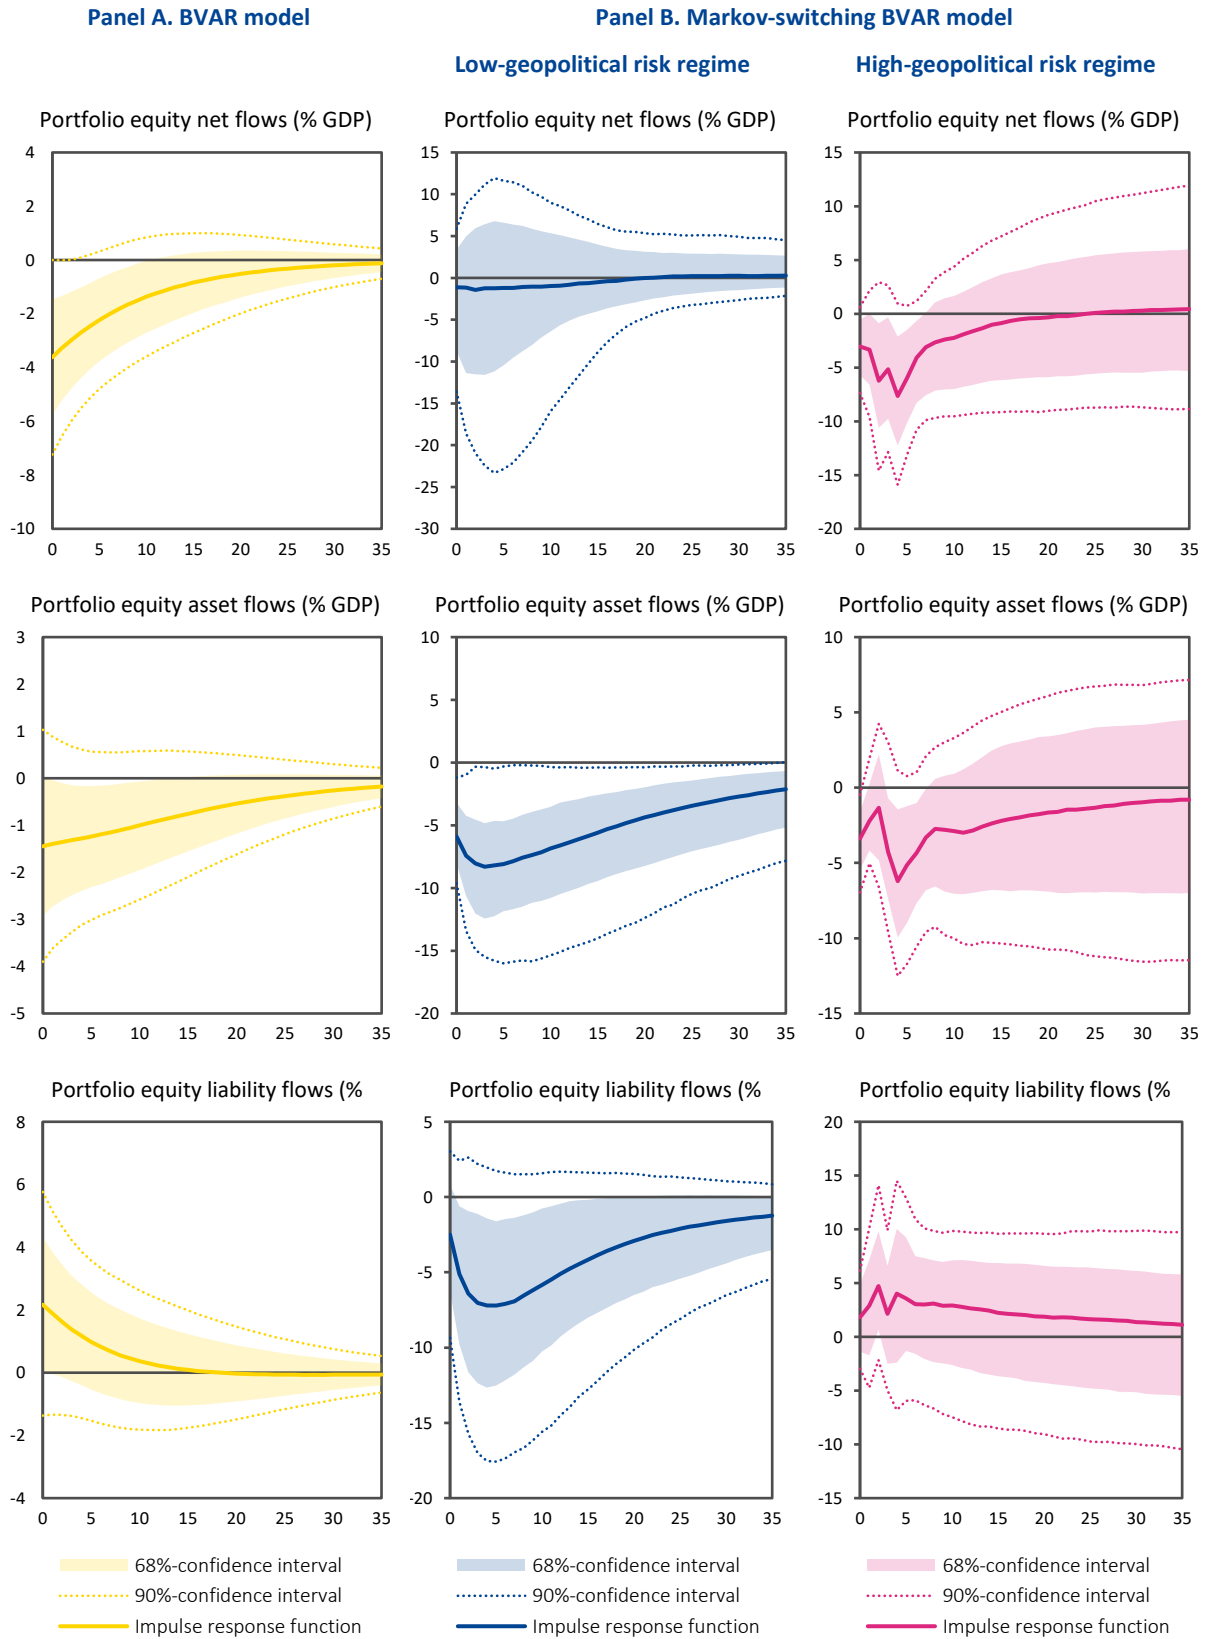 Panel A. BVAR model
Panel B. Markov-switching BVAR model
Low-geopolitical risk regime
High-geopolitical risk regime
Portfolio equity net flows (% GDP)
4
2
0
-2
-4
-6
-8
-10
0 5 10 15 20 25 30 35
Portfolio equity net flows (% GDP)
15
10
5
0
-5
-10
-15
-20
-25
-30
0 5 10 15 20 25 30 35
Portfolio equity net flows (% GDP)
15
10
5
0
-5
-10
-15
-20
0 5 10 15 20 25 30 35
Portfolio equity asset flows (% GDP)
3
2
1
0
-1
-2
-3
-4
-5
0 5 10 15 20 25 30 35
Portfolio equity asset flows (% GDP)
10
5
0
-5
-10
-15
-20
0 5 10 15 20 25 30 35
Portfolio equity asset flows (% GDP)
10
5
0
-5
-10
-15
0 5 10 15 20 25 30 35
Portfolio equity liability flows (%
8
6
4
2
0
-2
-4
0 5 10 15 20 25 30 35
Portfolio equity liability flows (%
5
0
-5
-10
-15
-20
0 5 10 15 20 25 30 35
Portfolio equity liability flows (%
20
15
10
5
0
-5
-10
-15
0 5 10 15 20 25 30 35
68%-confidence interval
90%-confidence interval
Impulse response function
68%-confidence interval
90%-confidence interval
Impulse response function
68%-confidence interval
90%-confidence interval
Impulse response function